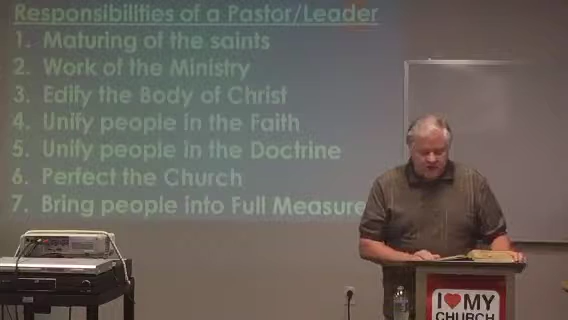 Responsibilities of a Pastor/Leader
1. Maturing of the saints
2. Work of the Ministry
3. Edify the Body of Christ
4. Unify people in the Faith
5. Unify people in the Doctrine
6. Perfect the Church
7. Bring people into Full Measure
I ❤ MY
CHURCH